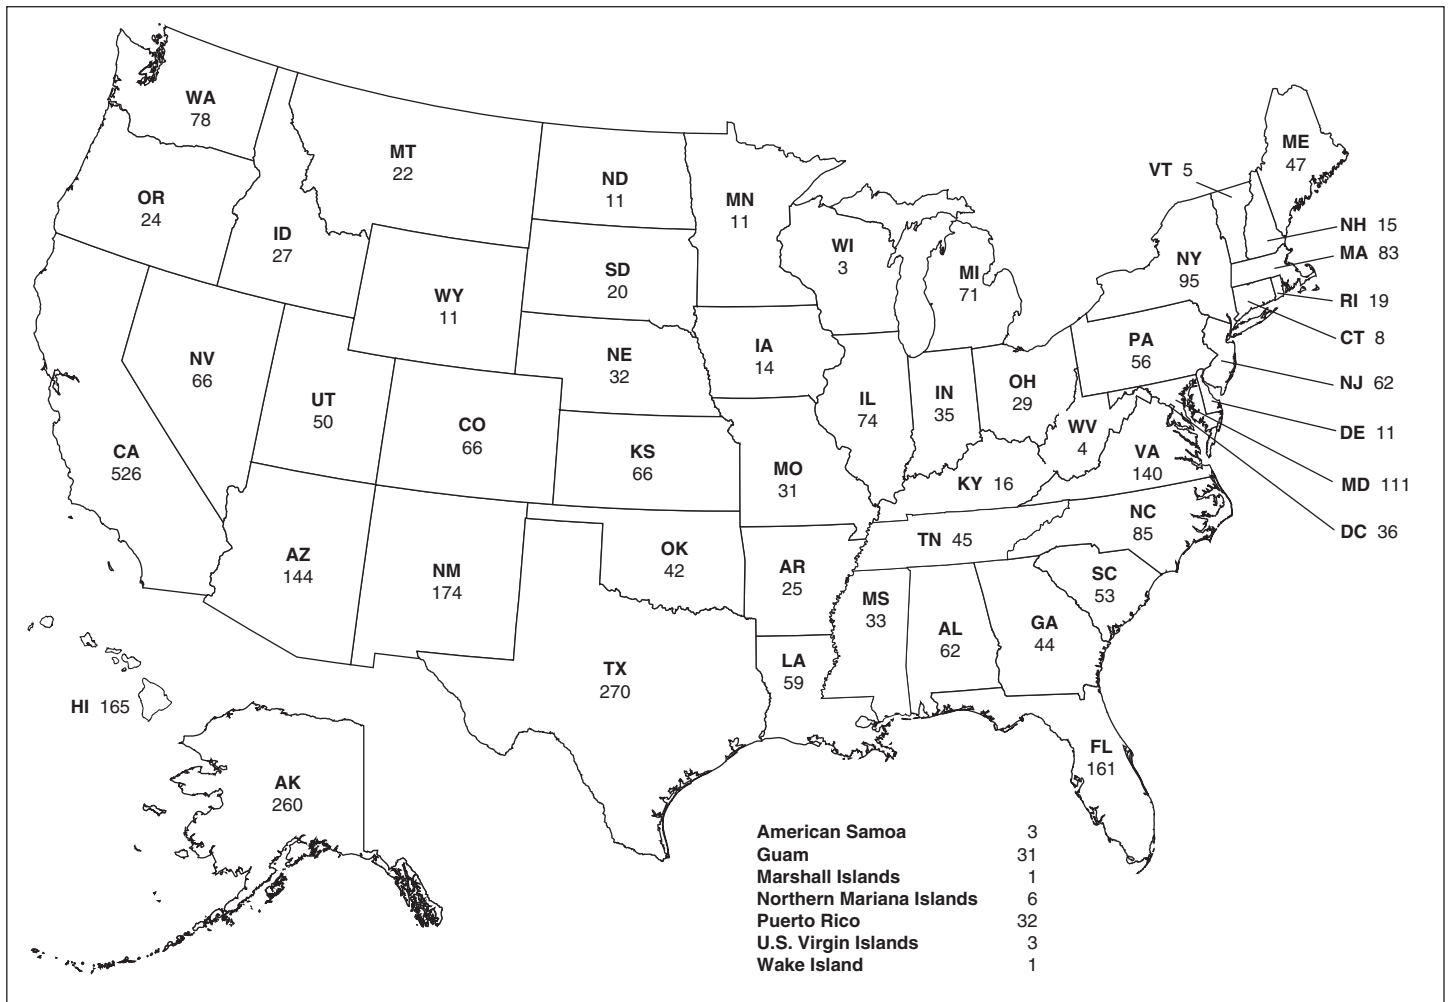 WA
78
MT
22
ND
11
MN
11
ME
47
VT 5
OR
24
ID
27
SD
20
WI
3
MI
71
NY
95
NH 15
MA 83
RI 19
CT 8
WY
11
NV
66
UT
50
CO
66
NE
32
IA
14
PA
56
NJ 62
IL
74
IN
35
OH
29
WV
4
VA
140
DE 11
MD 111
DC 36
CA
526
KS
66
MO
31
KY 16
NC
85
TN 45
AZ
144
NM
174
OK
42
AR
25
SC
53
MS
33
AL
62
GA
44
TX
270
LA
59
HI 165
FL
161
AK
260
American Samoa 3
Guam 31
Marshall Islands 1
Northern Mariana Islands 6
Puerto Rico 32
U.S. Virgin Islands 3
Wake Island 1